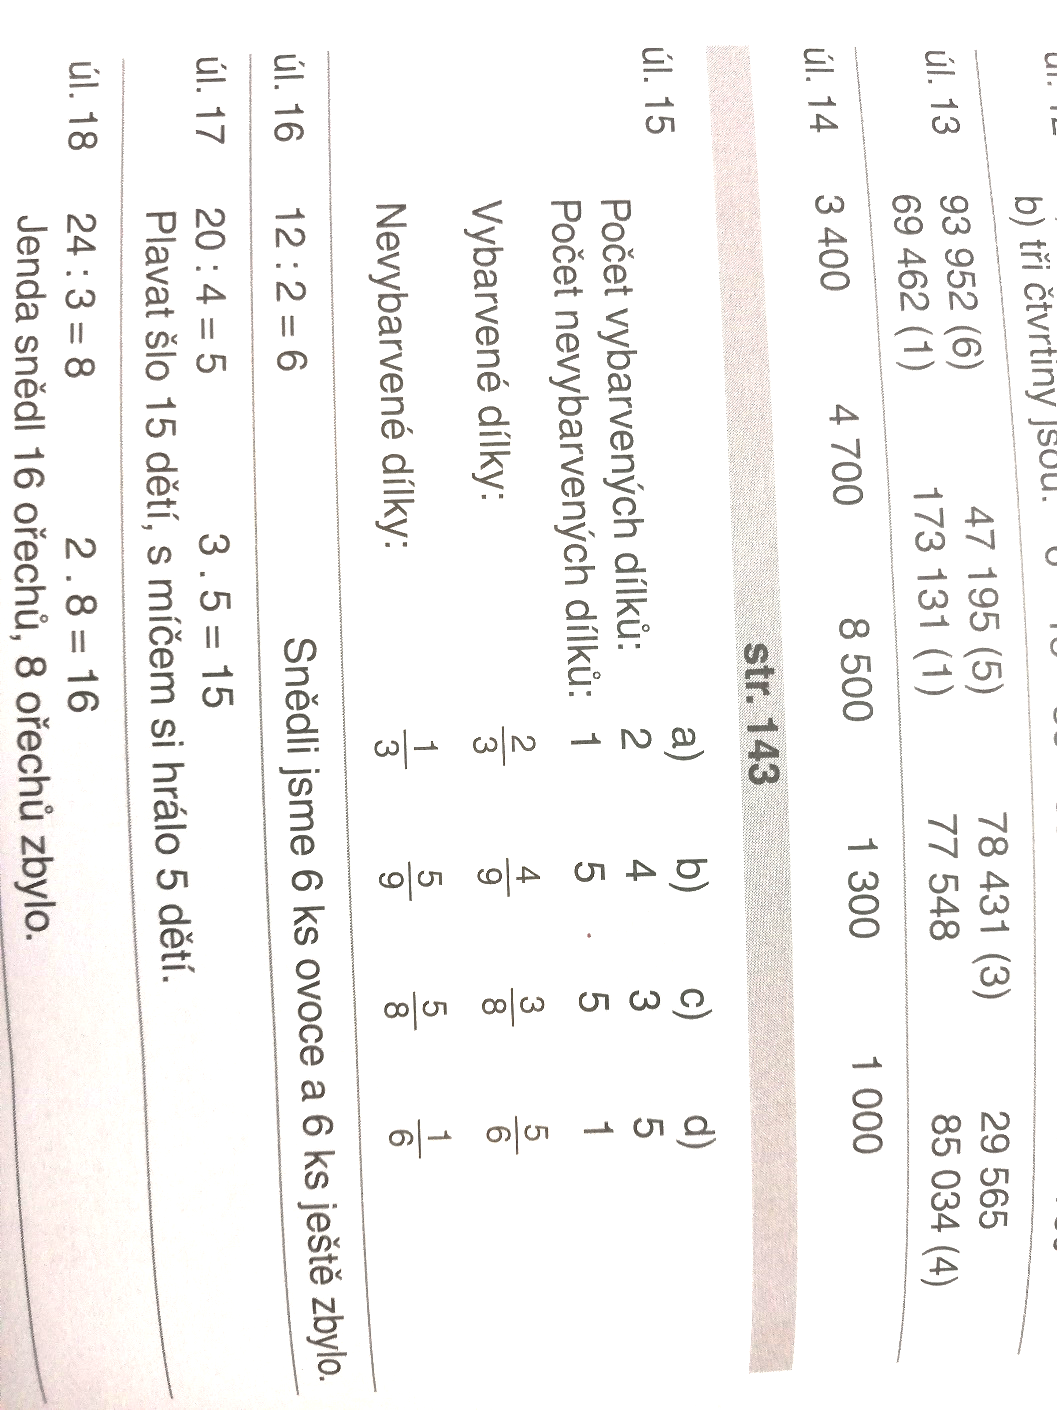 b) tři čtvrtiny jsou:
úl. 13 93 952 (6) 47 195 (5) 78 431 (3) 29 565
69 462 (1) 173 131 (1) 77 548 85 034 (4)
úl. 14 3 400 4 700 8 500 1 300 1 000
str. 143
úl. 15 a) b) c) d)
Počet vybarvených dílků: 2 4 3 5
Počet nevybarvených dílků: 1 5 5 1
Vybarvené dílky: 2/3 4/9 3/8 5/6
Nevybarvené dílky: 1/3 5/9 5/8 1/6
úl. 16 12 : 2 = 6 Snědli jsme 6 ks ovoce a 6 ks ještě zbylo.
úl. 17 20 : 4 = 5 3 . 5 = 15
Plavat šlo 15 dětí, s míčem si hrálo 5 dětí.
úl. 18 24 : 3 = 8 2 . 8 = 16
Jenda snědl 16 ořechů, 8 ořechů zbylo.